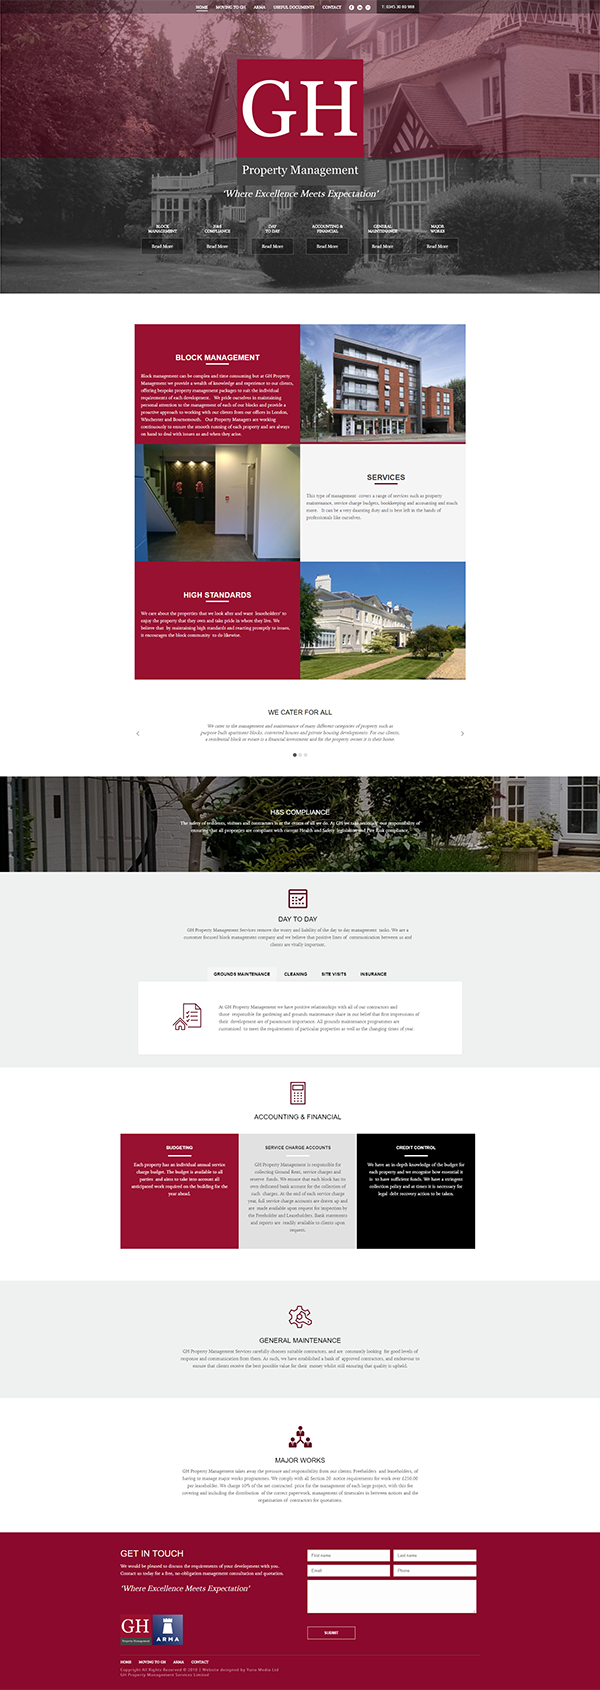 HOME MOVING TO GH ARMA USEFUL DOCUMENTS CONTACT T: 0345 30 80 908
GH
Property Management
'Where Excellence Meets Expectation'
BLOCK MANAGEMENT
H&S COMPLIANCE
DAY TO DAY
ACCOUNTING & FINANCIAL
GENERAL MAINTENANCE
MAJOR WORKS
Read More Read More Read More Read More Read More Read More
BLOCK MANAGEMENT
Block management can be complex and time consuming but at GH Property
Management we provide a wealth of knowledge and experience to our clients,
offering bespoke property management packages to suit the individual
requirements of each development. We pride ourselves in maintaining
personal attention to the management of each of our blocks and provide a
proactive approach to working with our clients from our offices in London,
Winchester and Bournemouth. Our Property Managers are working
continuously to ensure the smooth running of each property and are always
on hand to deal with issues as and when they arise.
SERVICES
This type of management covers a range of services such as property
maintenance, service charge budgets, bookkeeping and accounting and much
more. It can be a very daunting duty and is best left in the hands of
professionals like ourselves.
HIGH STANDARDS
We care about the properties that we look after and want leaseholders' to
enjoy the property that they own and take pride in where they live. We
believe that by maintaining high standards and reacting promptly to issues,
it encourages the block community to do likewise.
WE CATER FOR ALL
We cater to the management and maintenance of many different categories of property such as
purpose built apartment blocks, converted houses and private housing developments. For our clients,
a residential block or estate is a financial investment and for the property owner it is their home.
H&S COMPLIANCE
The safety of residents, visitors and contractors is at the centre of all we do. At GH we take seriously our responsibility of
ensuring that all properties are compliant with current Health and Safety legislation and Fire Risk compliance.
DAY TO DAY
GH Property Management Services remove the worry and liability of the day to day management tasks. We are a
customer focused block management company and we believe that positive lines of communication between us and
clients are vitally important.
GROUNDS MAINTENANCE CLEANING SITE VISITS INSURANCE
At GH Property Management we have positive relationships with all of our contractors and
those responsible for gardening and grounds maintenance share in our belief that first impressions of
their development are of paramount importance. All grounds maintenance programmes are
customised to meet the requirements of particular properties as well as the changing times of year.
ACCOUNTING & FINANCIAL
BUDGETING
Each property has an individual annual service
charge budget. The budget is available to all
parties and aims to take into account all
anticipated work required on the building for the
year ahead.
SERVICE CHARGE ACCOUNTS
GH Property Management is responsible for
collecting Ground Rent, service charges and
reserve funds. We ensure that each block has its
own dedicated bank account for the collection of
such charges. At the end of each service charge
year, full service charge accounts are drawn up and
are made available upon request for inspection by
the Freeholder and Leaseholders. Bank statements
and reports are readily available to clients upon
request.
CREDIT CONTROL
We have an in-depth knowledge of the budget for
each property and we recognise how essential it
is to have sufficient funds. We have a stringent
collection policy and at times it is necessary for
legal debt recovery action to be taken.
GENERAL MAINTENANCE
GH Property Management Services carefully chooses suitable contractors, and are constantly looking for good levels of
response and communication from them. As such, we have established a bank of approved contractors, and endeavour to
ensure that clients receive the best possible value for their money whilst still ensuring that quality is upheld.
MAJOR WORKS
GH Property Management takes away the pressure and responsibility from our clients; Freeholders and leaseholders, of
having to manage major works programmes. We comply with all Section 20 notice requirements for work over £250.00
per leaseholder. We charge 10% of the net contracted price for the management of each large project, with this fee
covering and including the distribution of the correct paperwork, management of timescales in between notices and the
organisation of contractors for quotations.
GET IN TOUCH
We would be pleased to discuss the requirements of your development with you.
Contact us today for a free, no obligation management consultation and quotation.
'Where Excellence Meets Expectation'
First name Last name
Email Phone
SUBMIT
GH
Property Management
ARMA
HOME MOVING TO GH ARMA CONTACT
Copyright All Rights Reserved © 2016 | Website designed by Tune Media Ltd
GH Property Management Services Limited